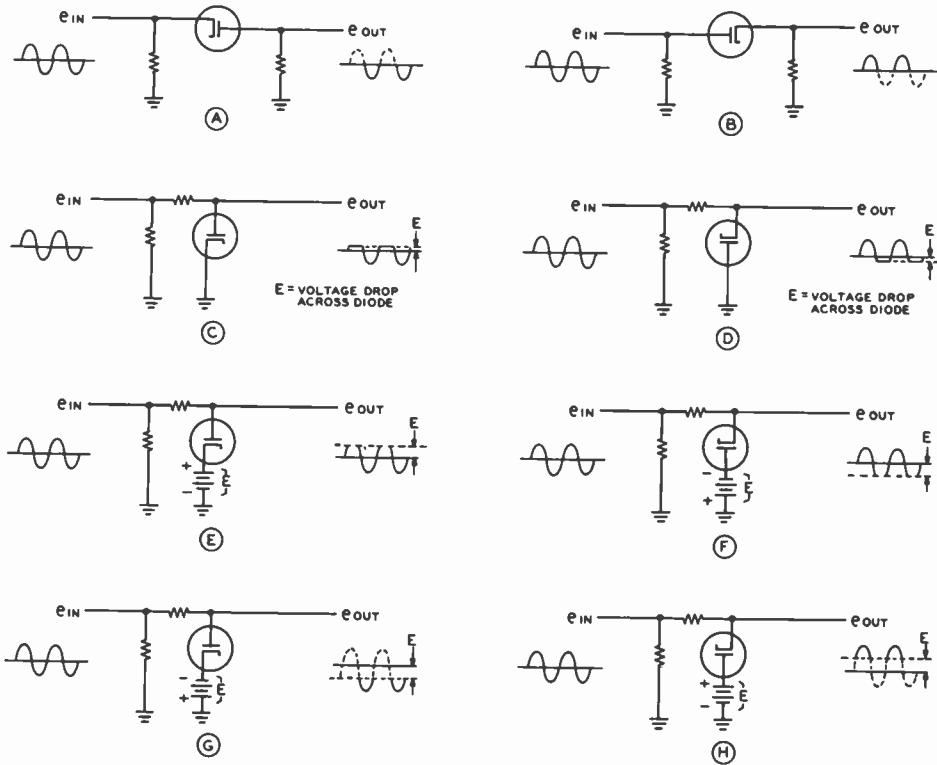 eIN
eOUT
A
eIN
eOUT
B
eIN
eOUT
E
E = VOLTAGE DROP
ACROSS DIODE
C
eIN
eOUT
E
E = VOLTAGE DROP
ACROSS DIODE
D
eIN
eOUT
E
+
E
-
E
eIN
eOUT
E
-
E
+
F
eIN
eOUT
E
-
E
+
G
eIN
eOUT
E
+
E
-
H